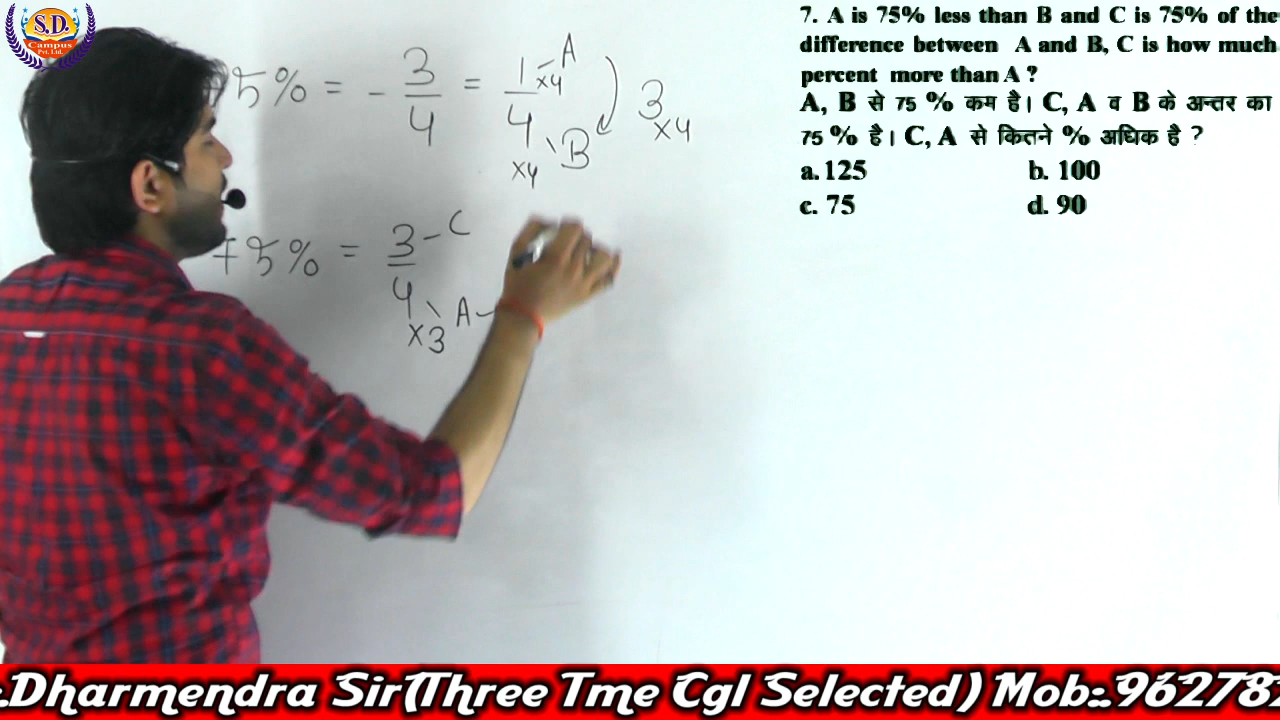 S.D.
Campus
Pvt. Ltd.
7. A is 75% less than B and C is 75% of the
difference between A and B, C is how much
percent more than A ?
A, B से 75 % कम है। C, A व B के अन्तर का
75 % है। C, A से कितने % अधिक है ?
a. 125 b. 100
c. 75 d. 90
75% = - 3/4 = 1/4 A B 3
×4 ×4 ×4
75% = 3/4 - C
×3 A -
Dharmendra Sir(Three Tme Cgl Selected) Mob:.96278